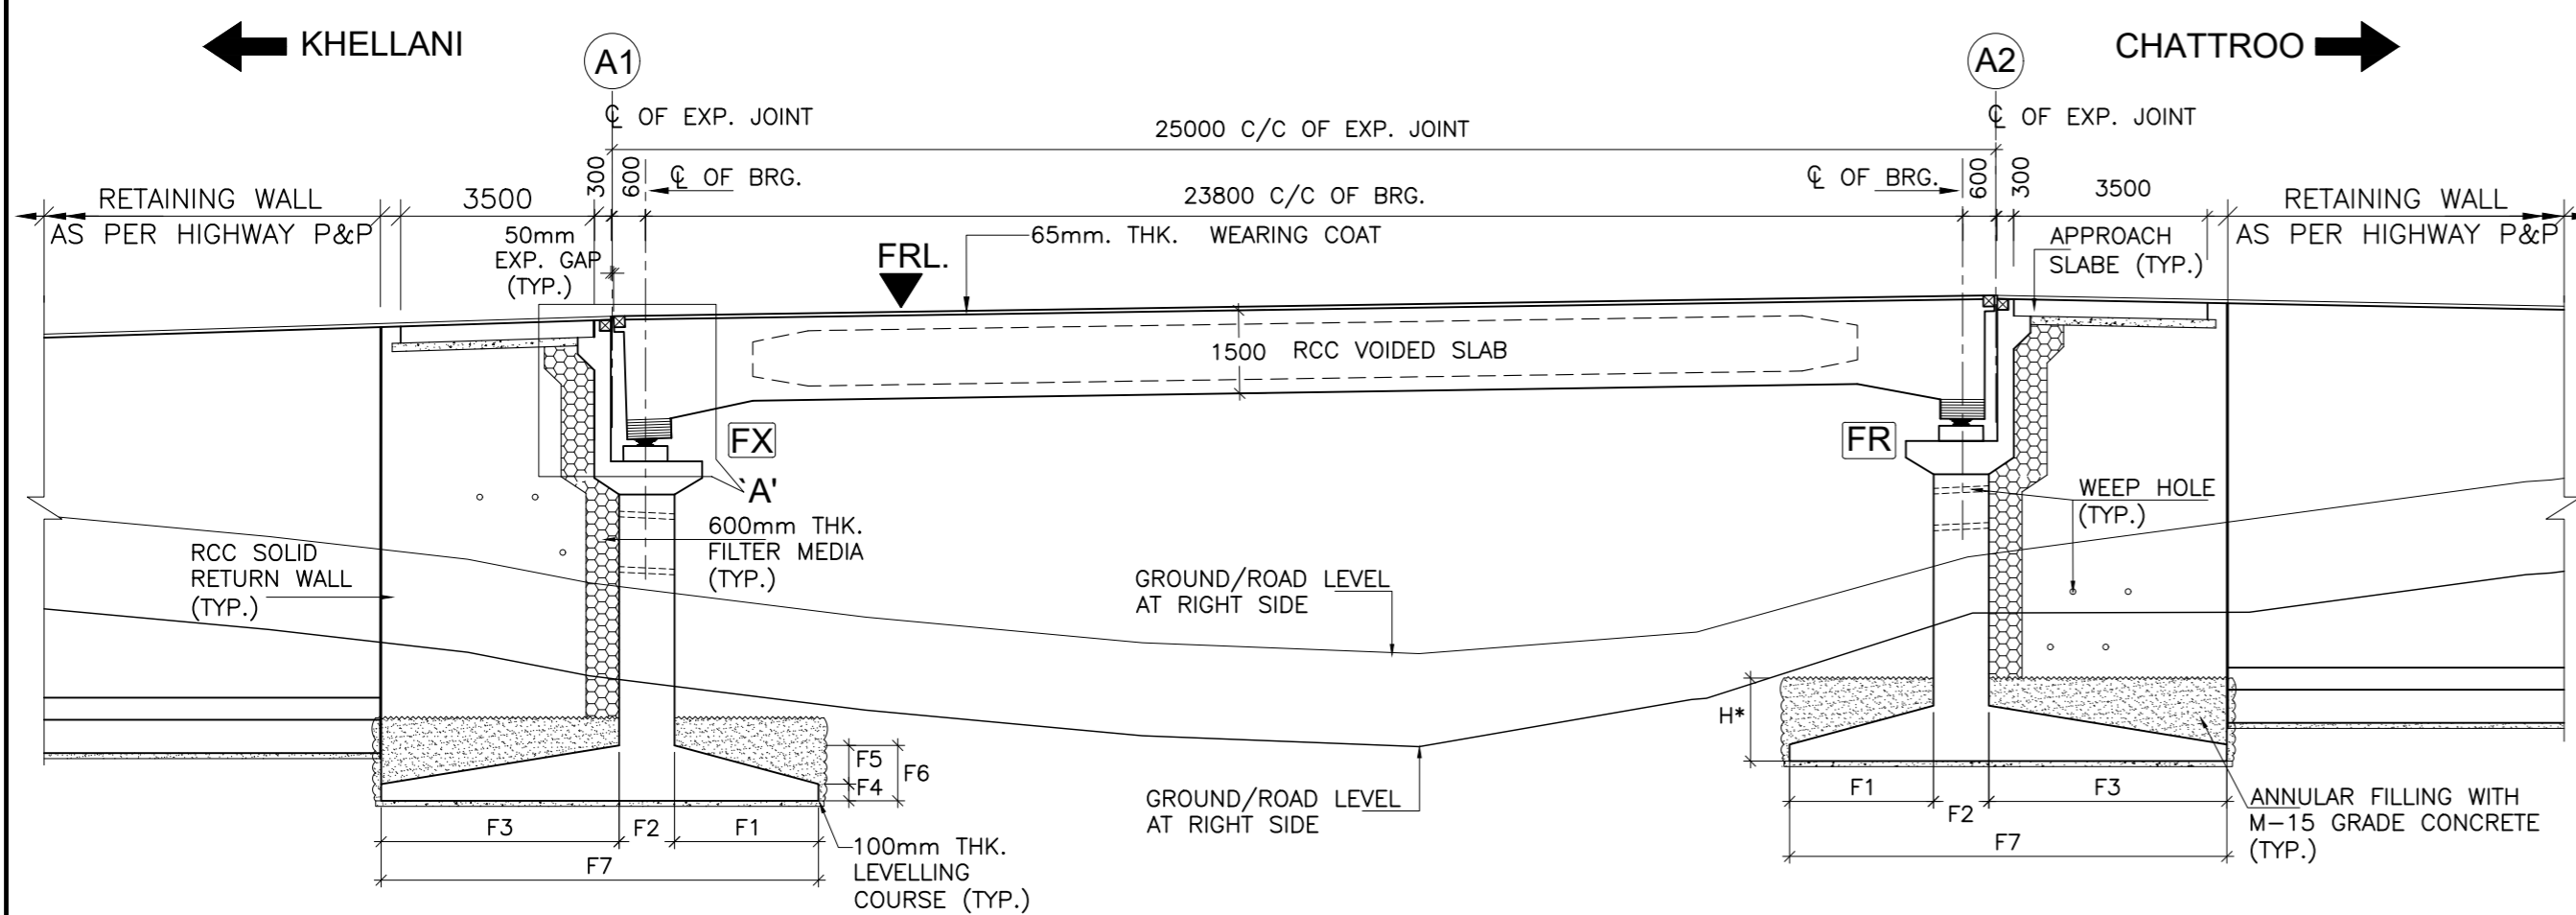 KHELLANI
A1
A2
CHATTROO
℄ OF EXP. JOINT
25000 C/C OF EXP. JOINT
℄ OF EXP. JOINT
RETAINING WALL
AS PER HIGHWAY P&P
3500
300
600
℄ OF BRG.
23800 C/C OF BRG.
℄ OF BRG.
600
300
3500
RETAINING WALL
AS PER HIGHWAY P&P
50mm
EXP. GAP
(TYP.)
FRL.
65mm. THK. WEARING COAT
APPROACH
SLABE (TYP.)
1500 RCC VOIDED SLAB
FX
FR
`A'
600mm THK.
FILTER MEDIA
(TYP.)
WEEP HOLE
(TYP.)
RCC SOLID
RETURN WALL
(TYP.)
GROUND/ROAD LEVEL
AT RIGHT SIDE
H*
F5
F4
F6
GROUND/ROAD LEVEL
AT RIGHT SIDE
F3
F2
F1
F7
F1
F2
F3
F7
100mm THK.
LEVELLING
COURSE (TYP.)
ANNULAR FILLING WITH
M-15 GRADE CONCRETE
(TYP.)